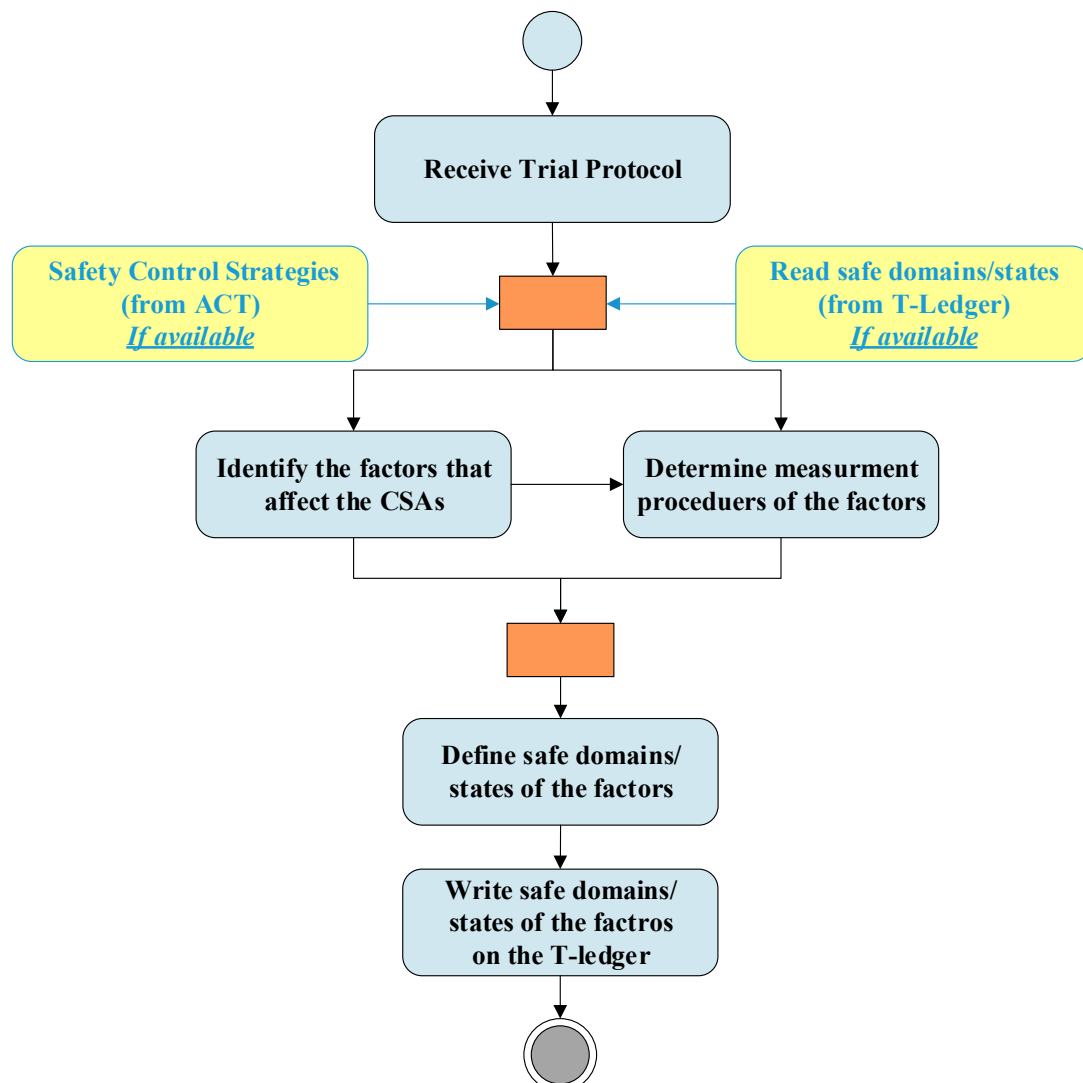 Receive Trial Protocol
Safety Control Strategies
(from ACT)
If available
Read safe domains/states
(from T-Ledger)
If available
Identify the factors that
affect the CSAs
Determine measurment
proceduers of the factors
Define safe domains/
states of the factors
Write safe domains/
states of the factros
on the T-ledger